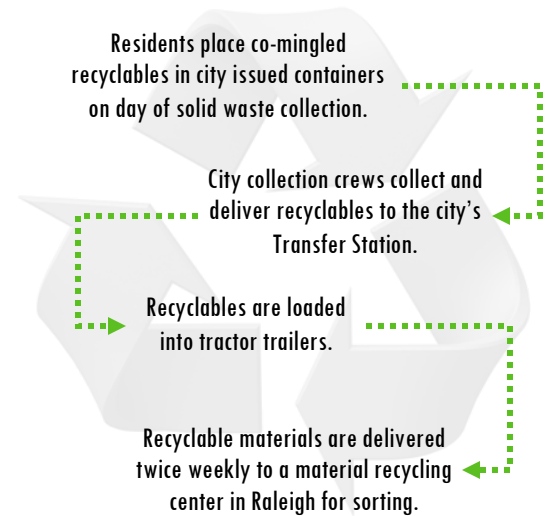 Residents place co-mingled
recyclables in city issued containers
on day of solid waste collection.
City collection crews collect and
deliver recyclables to the city's
Transfer Station.
Recyclables are loaded
into tractor trailers.
Recyclable materials are delivered
twice weekly to a material recycling
center in Raleigh for sorting.